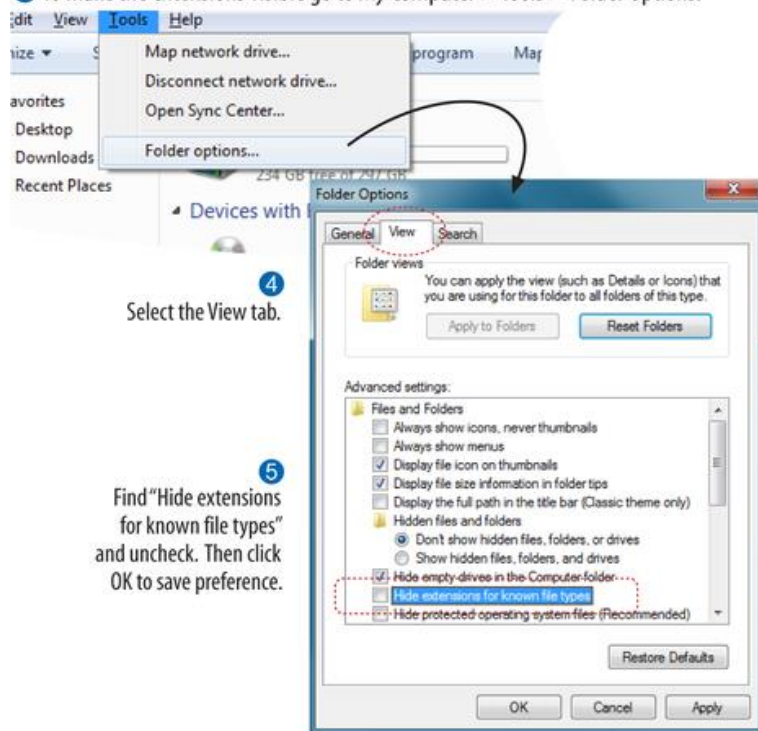 Tools Help
View
Map network drive...
program
Disconnect network drive...
Open Sync Center...
Folder options...
Desktop
Downloads
Recent Places
234 GB free of 297 GB
Devices with
Folder Options
General View Search
Folder views
You can apply the view (such as Details or Icons) that
you are using for this folder to all folders of this type.
Apply to Folders Reset Folders
4
Select the View tab.
Advanced settings:
Files and Folders
Always show icons, never thumbnails
Always show menus
Display file icon on thumbnails
Display file size information in folder tips
Display the full path in the title bar (Classic theme only)
Hidden files and folders
Don't show hidden files, folders, or drives
Show hidden files, folders, and drives
Hide empty drives in the Computer folder
Hide extensions for known file types
Hide protected operating system files (Recommended)
5
Find "Hide extensions
for known file types"
and uncheck. Then click
OK to save preference.
Restore Defaults
OK Cancel Apply